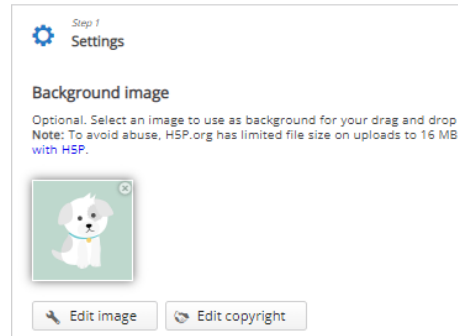 Step 1
Settings
Background image
Optional. Select an image to use as background for your drag and drop
Note: To avoid abuse, H5P.org has limited file size on uploads to 16 MB
with H5P.
Edit image
Edit copyright